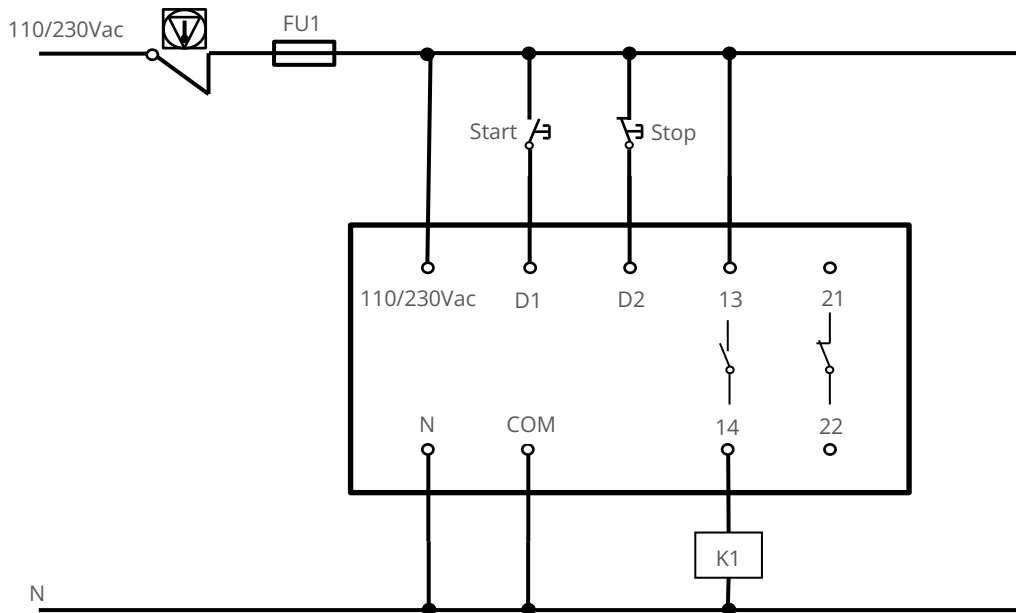 110/230Vac
FU1
Start
Stop
110/230Vac
D1
D2
13
21
N
COM
14
22
K1
N